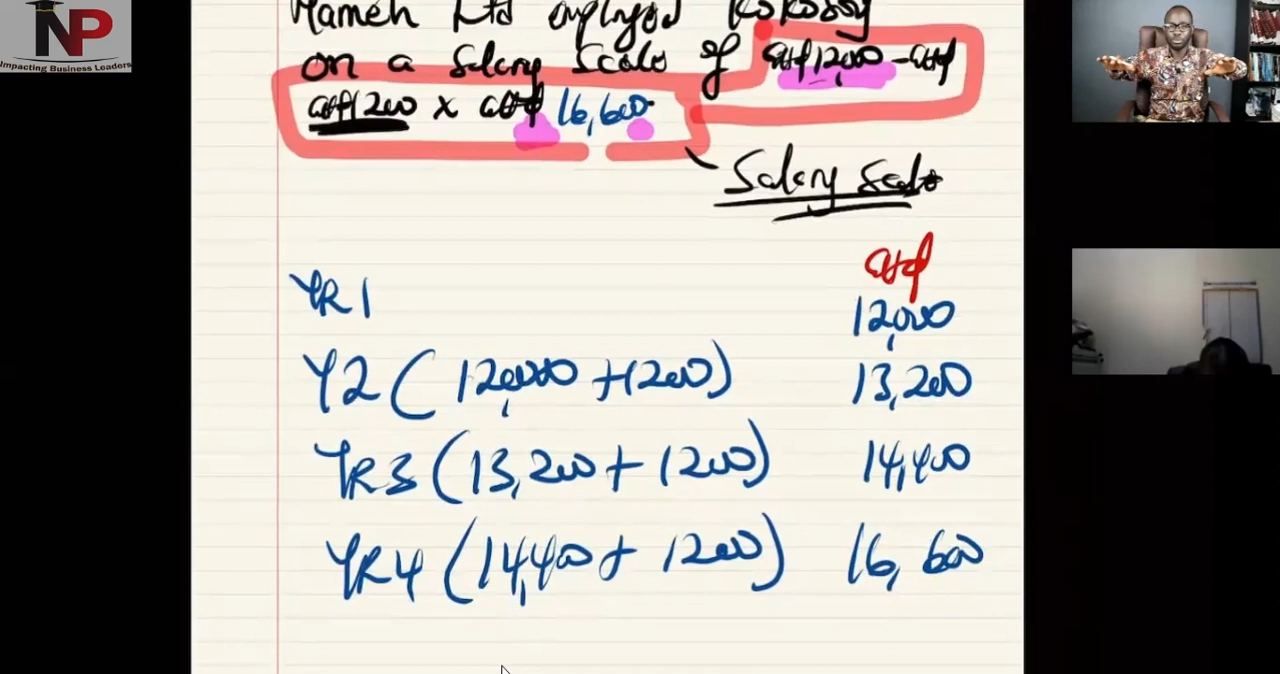 NP
Impacting Business Leaders
Mameh Ltd employed
on a Salary Scale of GH¢12,000 - GH¢
GH¢1200 x GH¢ 16,600
Salary Scale
GH¢
YR1 12,000
Y2 (12,000 + 1200) 13,200
YR3 (13,200 + 1200) 14,400
YR4 (14,400 + 1200) 16,600